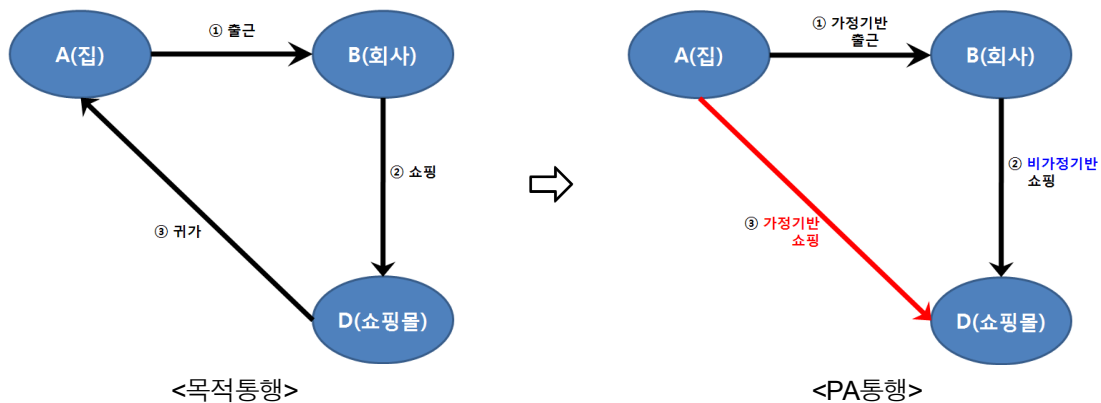 ① 출근
A(집)
B(회사)
② 쇼핑
③ 귀가
D(쇼핑몰)
<목적통행>
① 가정기반
출근
A(집)
B(회사)
② 비가정기반
쇼핑
③ 가정기반
쇼핑
D(쇼핑몰)
<PA통행>